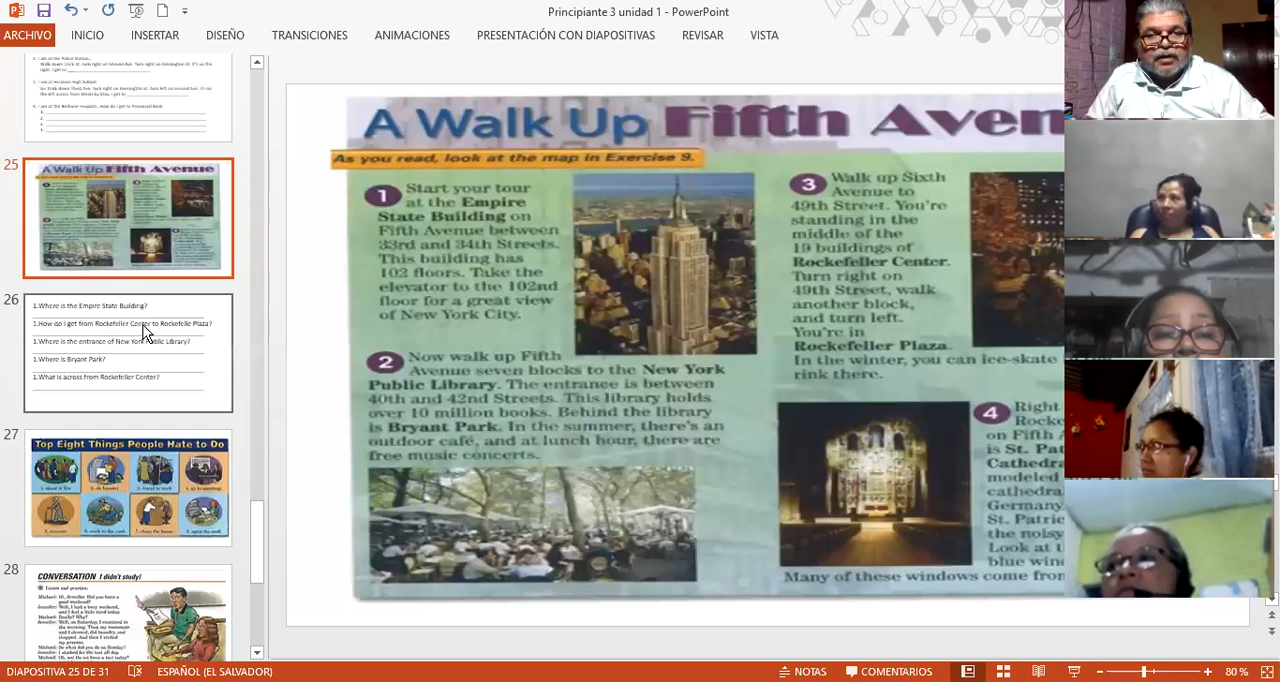 Principiante 3 unidad 1 - PowerPoint
ARCHIVO INICIO INSERTAR DISEÑO TRANSICIONES ANIMACIONES PRESENTACIÓN CON DIAPOSITIVAS REVISAR VISTA
25
A Walk Up Fifth Avenue
26
1.Where is the Empire State Building?
1.How do I get from Rockefeller Center to Rockefelle Plaza?
1.Where is the entrance of New York Public Library?
1.Where is Bryant Park?
1.What is across from Rockefeller Center?
27
Top Eight Things People Hate to Do
28
CONVERSATION I didn't study!
A Walk Up Fifth Aven
As you read, look at the map in Exercise 9.
1 Start your tour
at the Empire
State Building on
Fifth Avenue between
33rd and 34th Streets.
This building has
102 floors. Take the
elevator to the 102nd
floor for a great view
of New York City.
2 Now walk up Fifth
Avenue seven blocks to the New York
Public Library. The entrance is between
40th and 42nd Streets. This library holds
over 10 million books. Behind the library
is Bryant Park. In the summer, there's an
outdoor café, and at lunch hour, there are
free music concerts.
3 Walk up Sixth
Avenue to
49th Street. You're
standing in the
middle of the
19 buildings of
Rockefeller Center.
Turn right on
49th Street, walk
another block,
and turn left.
You're in
Rockefeller Plaza.
In the winter, you can ice-skate
rink there.
4 Right
Rocke
on Fifth A
is St. Pat
Cathedra
modeled
cathedra
Germany
St. Patric
the noisy
Look at t
blue wind
Many of these windows come fron
DIAPOSITIVA 25 DE 31 ESPAÑOL (EL SALVADOR) NOTAS COMENTARIOS 80 %